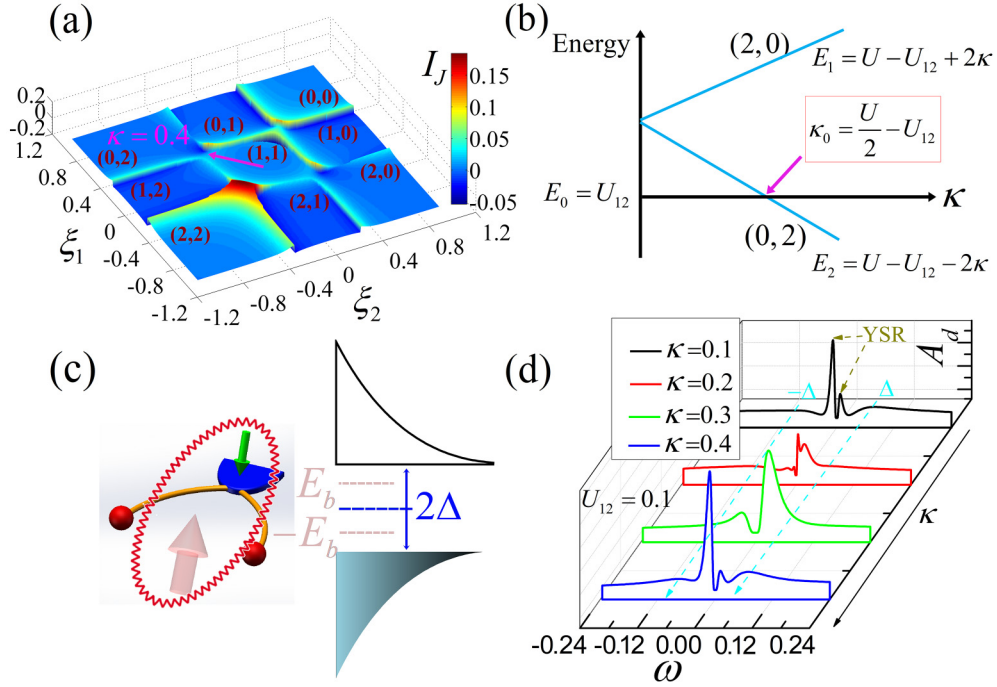 (a)
I_J
0.15
0.1
0.05
0
-0.05
0.2
0
-0.2
1.2
0.8
0.4
0
-0.4
-0.8
-1.2
ξ₁
-1.2
-0.8
-0.4
0
0.4
0.8
1.2
ξ₂
κ = 0.4
(0,0)
(0,1)
(1,0)
(0,2)
(1,1)
(2,0)
(1,2)
(2,1)
(2,2)
(b)
Energy
(2,0)
E₁ = U − U₁₂ + 2κ
κ₀ = U/2 − U₁₂
E₀ = U₁₂
κ
(0,2)
E₂ = U − U₁₂ − 2κ
(c)
E_b
2Δ
−E_b
(d)
κ=0.1
κ=0.2
κ=0.3
κ=0.4
YSR
A_d
−Δ
Δ
U₁₂ = 0.1
κ
-0.24
-0.12
0.00
0.12
0.24
ω